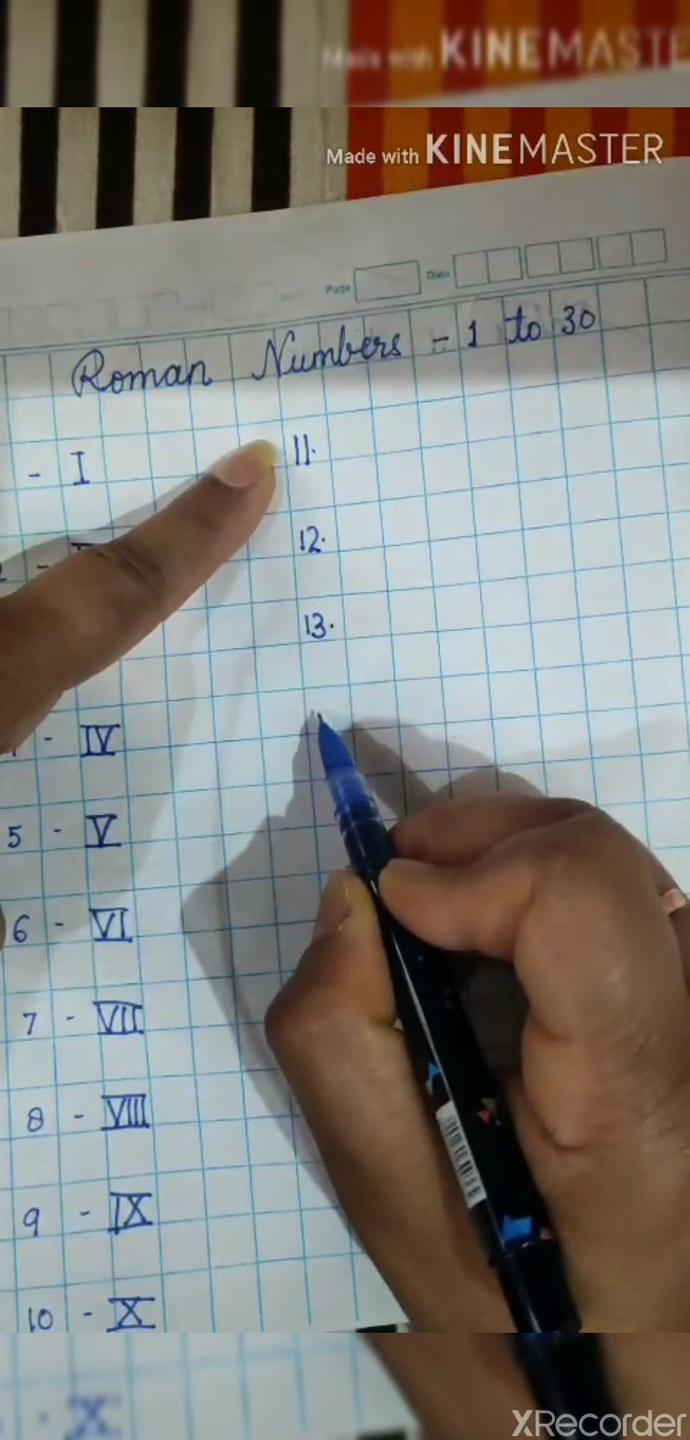 Made with KINEMASTE
Made with KINEMASTER
Page Date
Roman Numbers - 1 to 30
- I
11.
12.
13.
- IV
5 - V
6 - VI
7 - VII
8 - VIII
9 - IX
10 - X
XRecorder